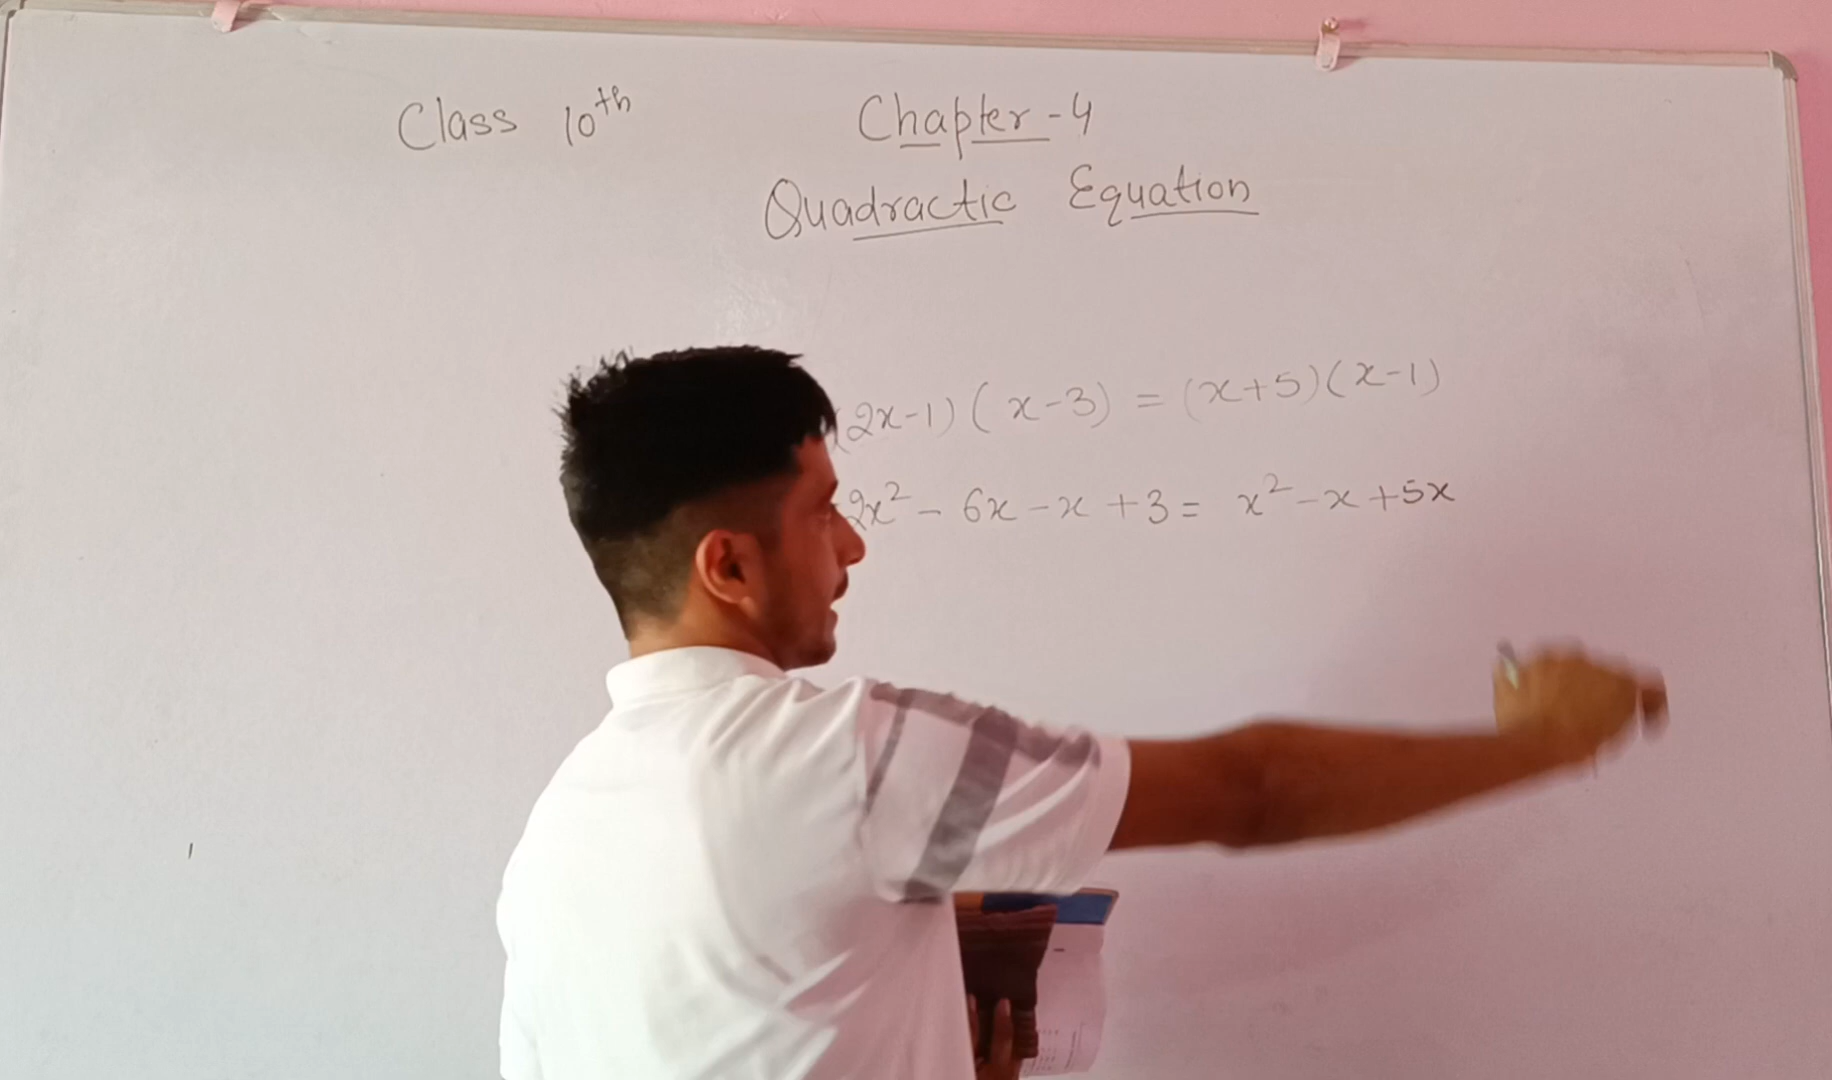 Class 10th
Chapter-4
Quadractic Equation
(2x-1)(x-3) = (x+5)(x-1)
2x² - 6x - x + 3 = x² - x + 5x